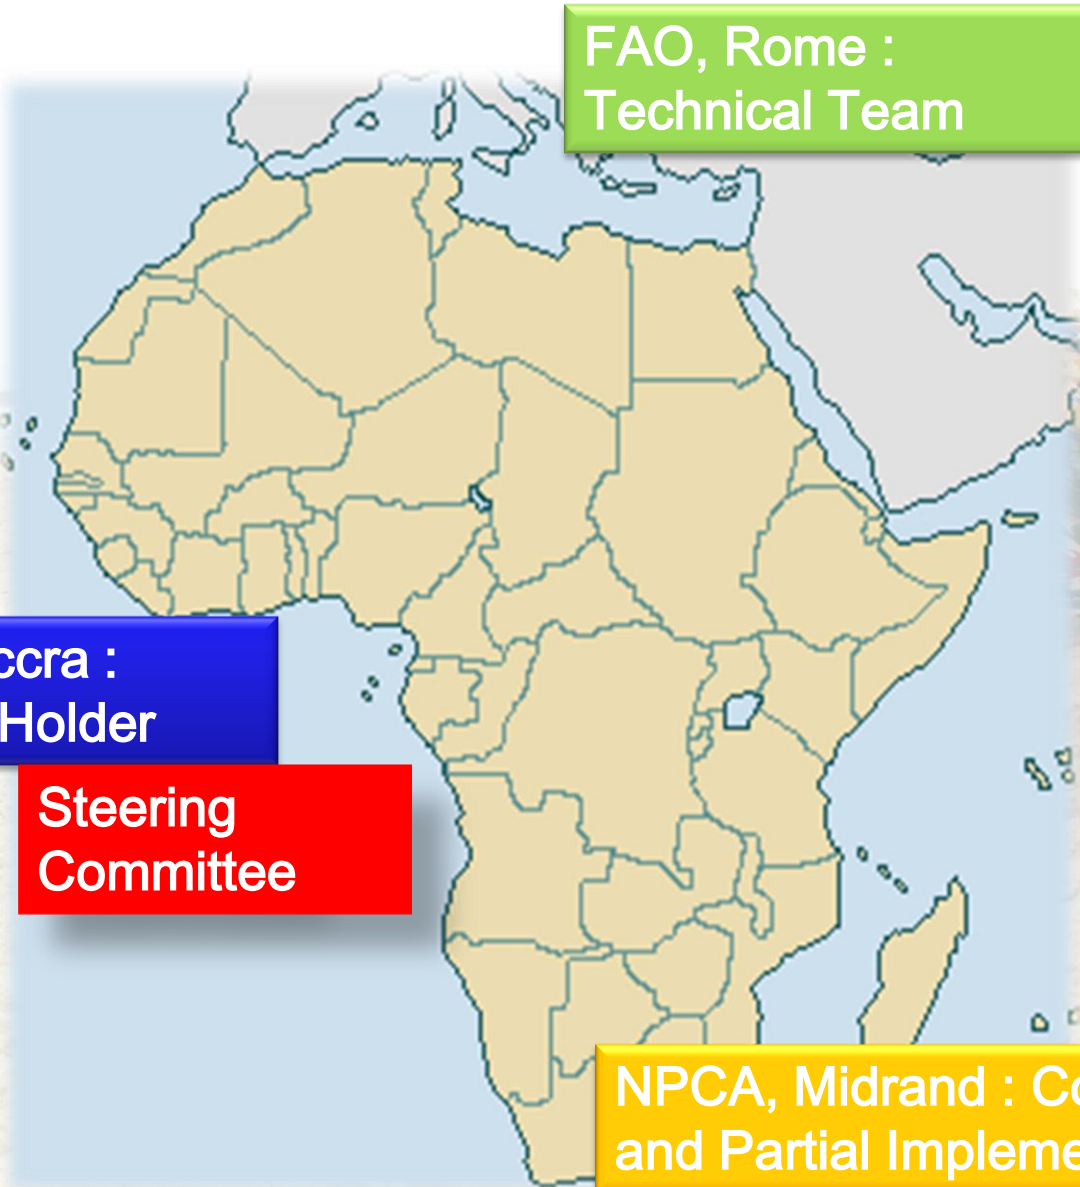 FAO, Rome :
Technical Team
ccra :
Holder
Steering
Committee
NPCA, Midrand : Co
and Partial Impleme